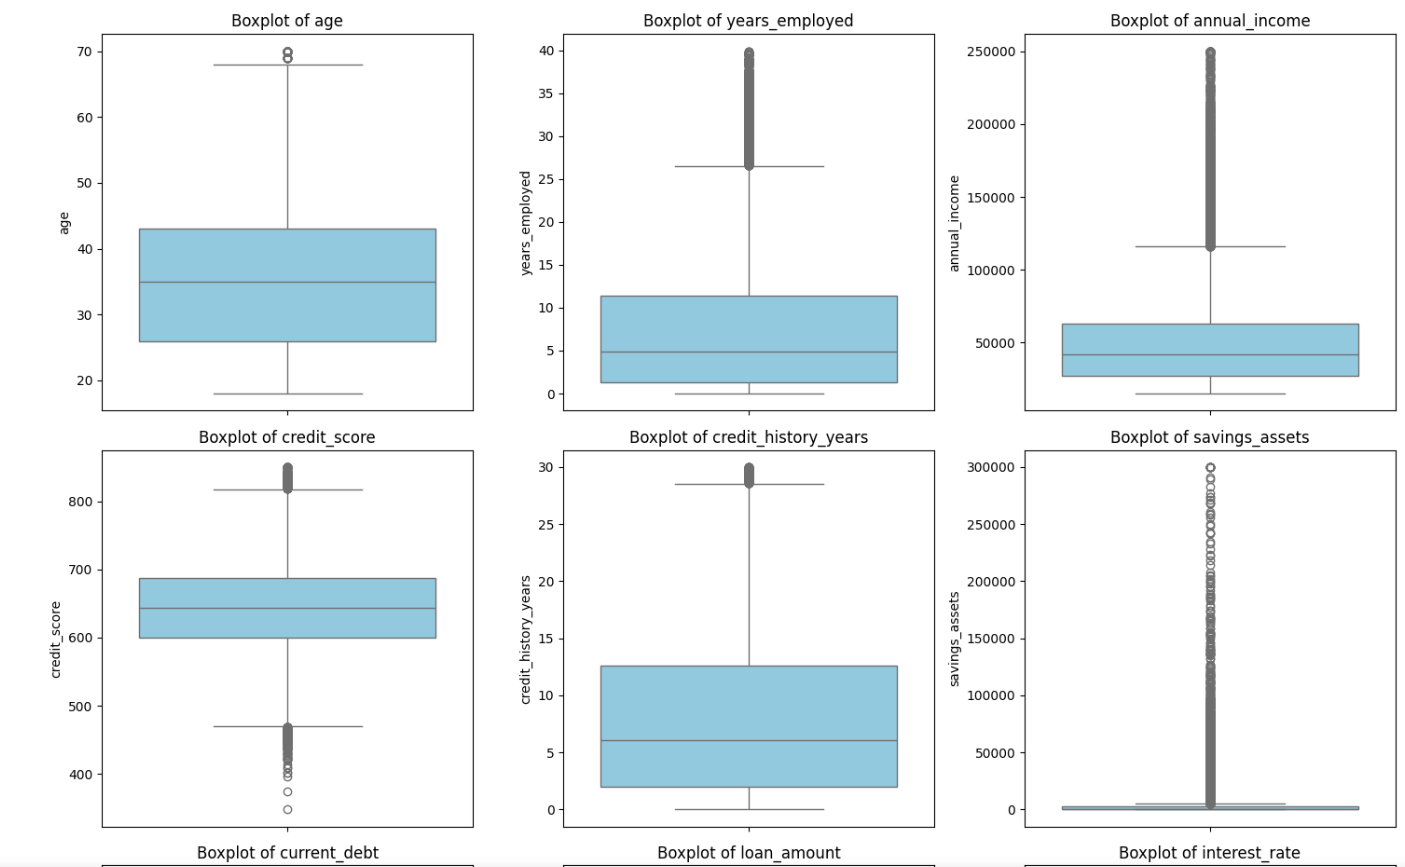 Boxplot of age
70
60
50
40
30
20
age
Boxplot of years_employed
40
35
30
25
20
15
10
5
0
years_employed
Boxplot of annual_income
250000
200000
150000
100000
50000
annual_income
Boxplot of credit_score
800
700
600
500
400
credit_score
Boxplot of credit_history_years
30
25
20
15
10
5
0
credit_history_years
Boxplot of savings_assets
300000
250000
200000
150000
100000
50000
0
savings_assets
Boxplot of current_debt
Boxplot of loan_amount
Boxplot of interest_rate